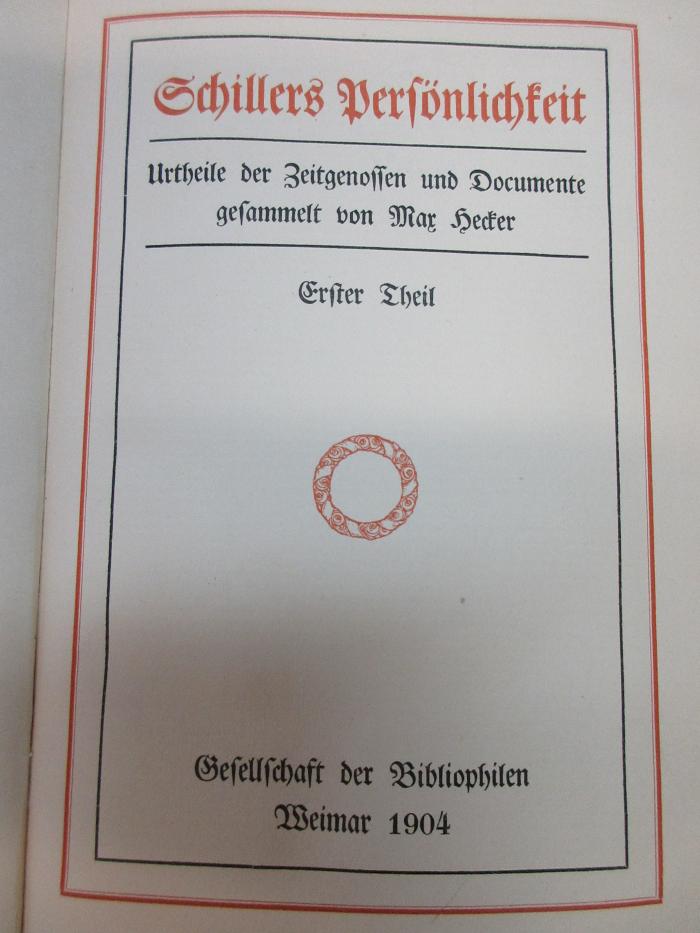 Schillers Persönlichkeit
Urtheile der Zeitgenossen und Documente
gesammelt von Max Hecker
Erster Theil
Gesellschaft der Bibliophilen
Weimar 1904